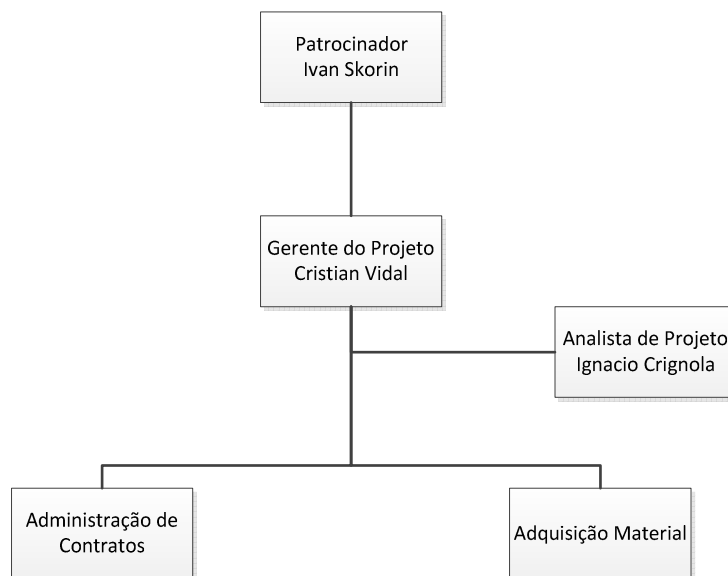 Patrocinador
Ivan Skorin
Gerente do Projeto
Cristian Vidal
Analista de Projeto
Ignacio Crignola
Administração de
Contratos
Adquisição Material